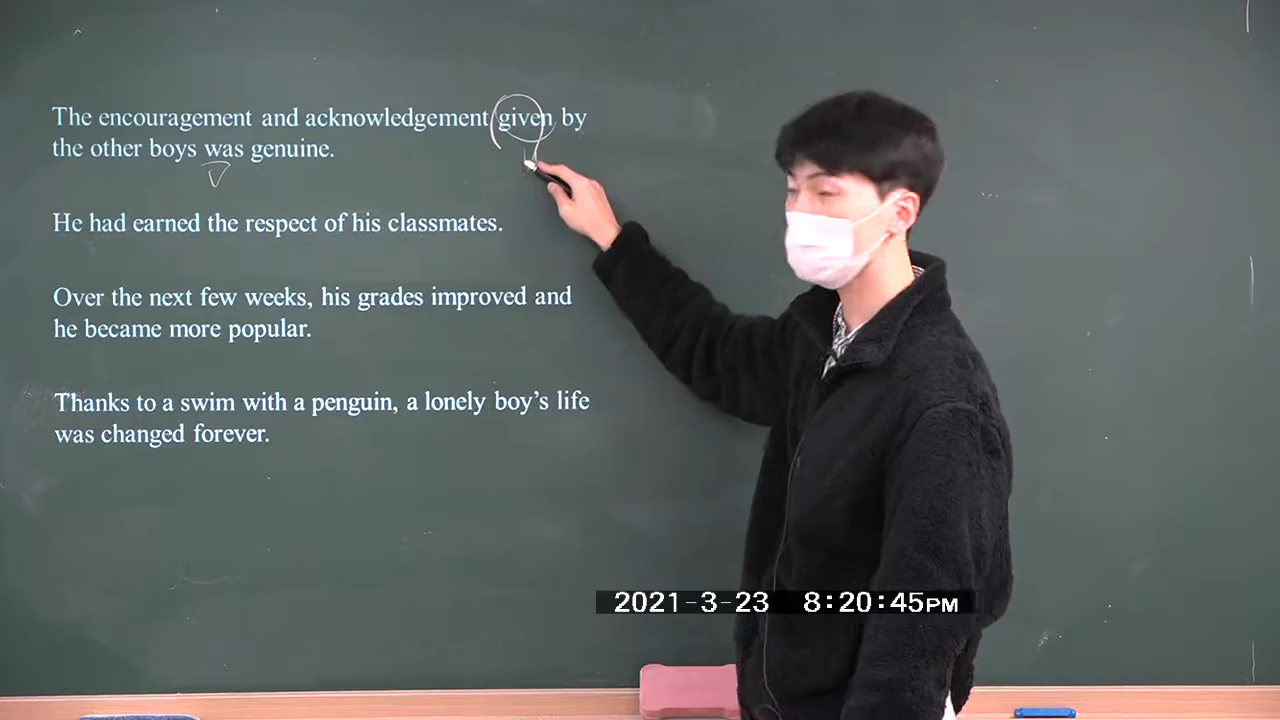 The encouragement and acknowledgement given by
the other boys was genuine.
He had earned the respect of his classmates.
Over the next few weeks, his grades improved and
he became more popular.
Thanks to a swim with a penguin, a lonely boy's life
was changed forever.
2021-3-23 8:20:45PM